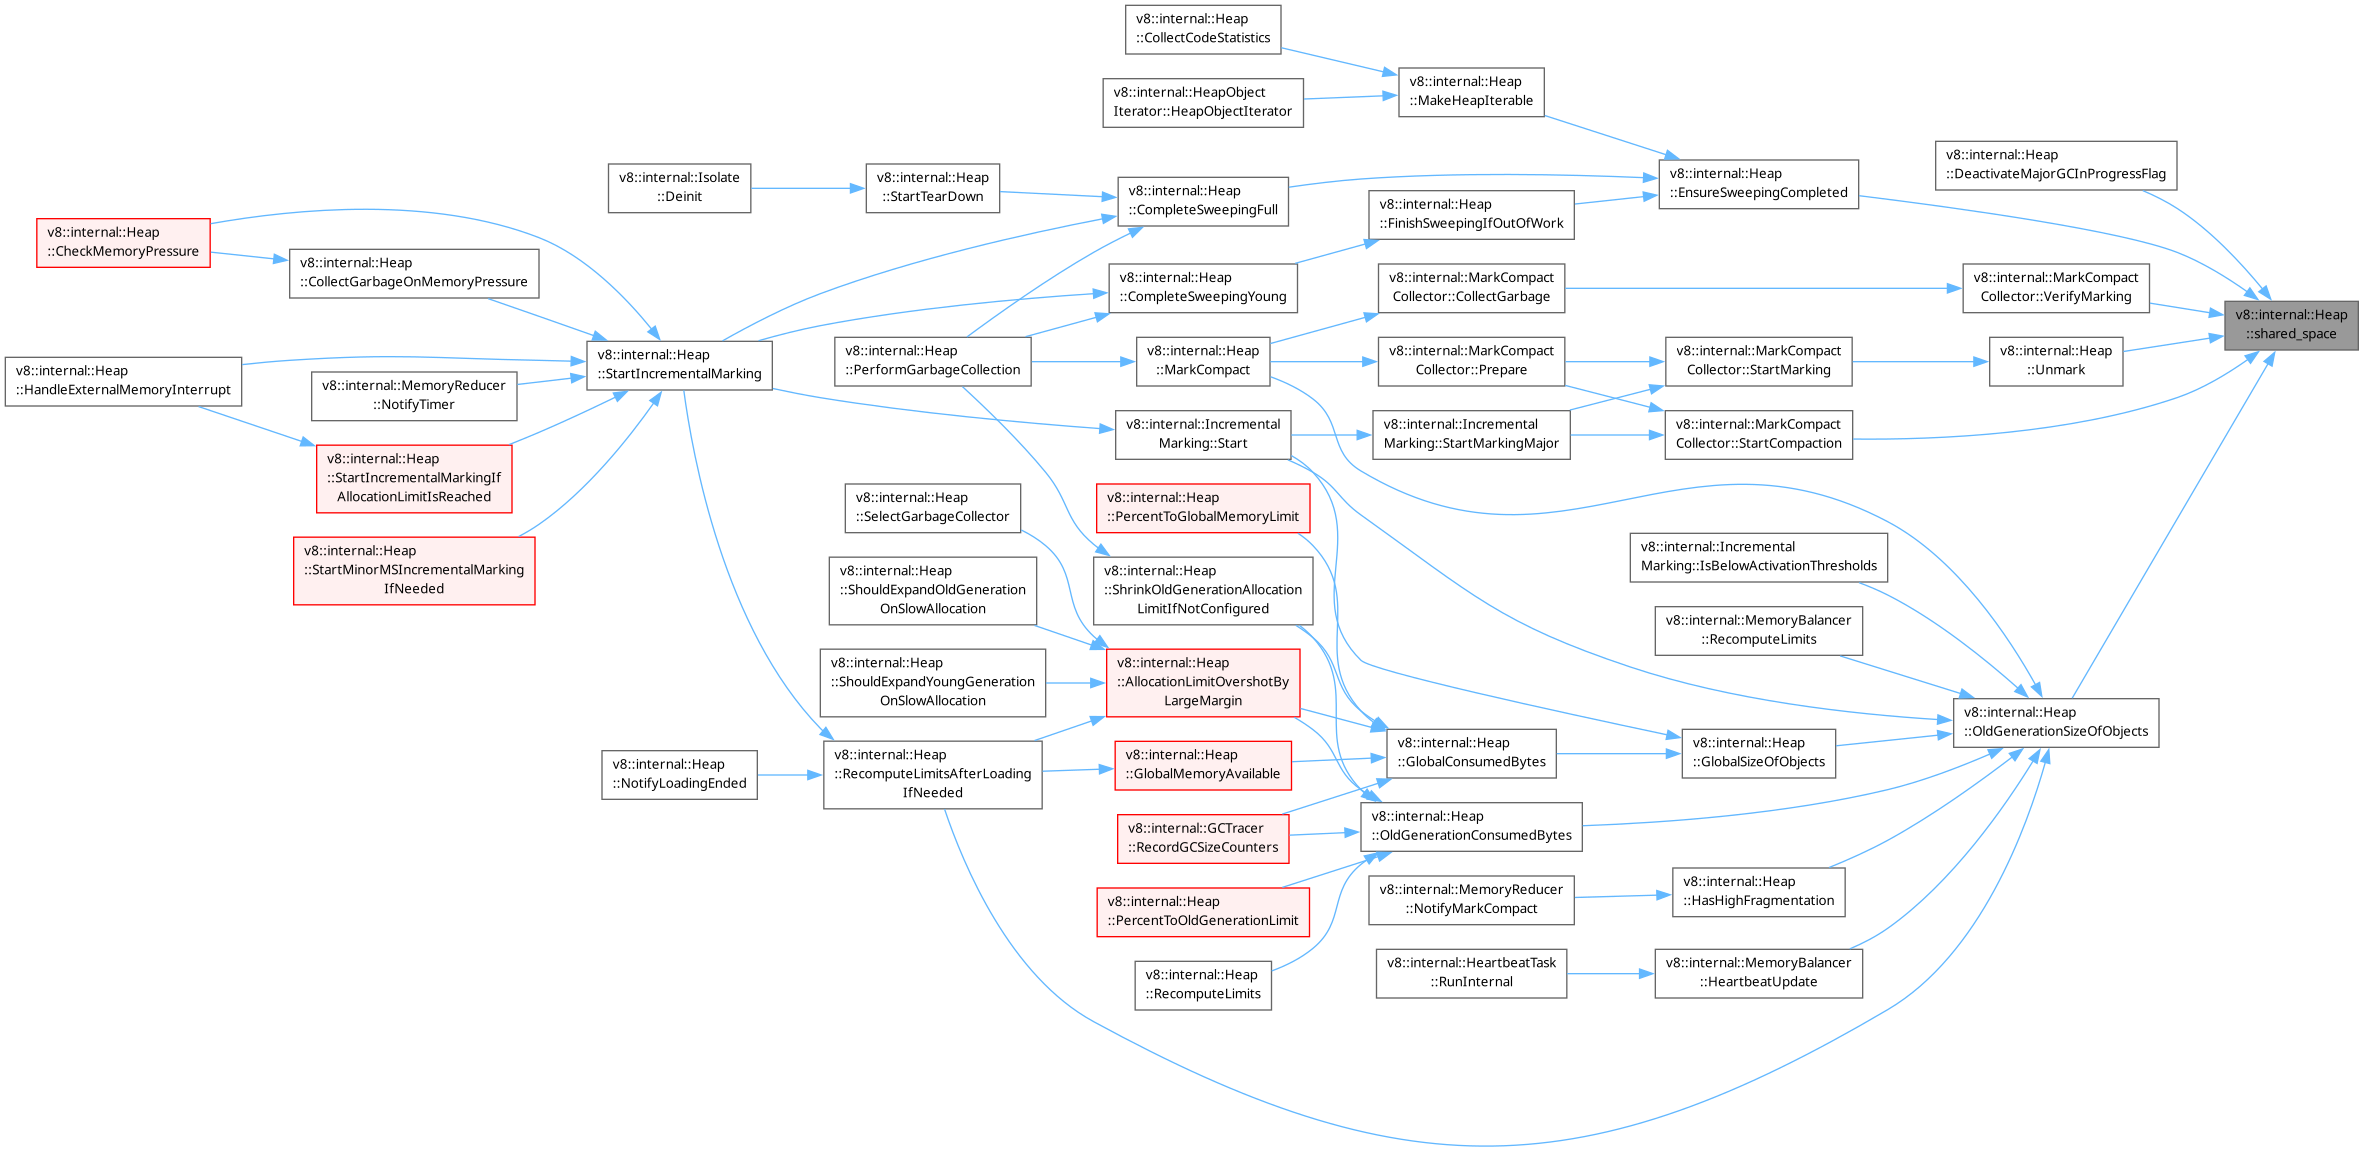 v8::internal::Heap
::CollectCodeStatistics
v8::internal::Heap
::MakeHeapIterable
v8::internal::HeapObject
Iterator::HeapObjectIterator
v8::internal::Heap
::DeactivateMajorGCInProgressFlag
v8::internal::Isolate
::Deinit
v8::internal::Heap
::StartTearDown
v8::internal::Heap
::CompleteSweepingFull
v8::internal::Heap
::EnsureSweepingCompleted
v8::internal::Heap
::FinishSweepingIfOutOfWork
v8::internal::Heap
::CheckMemoryPressure
v8::internal::Heap
::CollectGarbageOnMemoryPressure
v8::internal::Heap
::CompleteSweepingYoung
v8::internal::MarkCompact
Collector::CollectGarbage
v8::internal::MarkCompact
Collector::VerifyMarking
v8::internal::Heap
::shared_space
v8::internal::Heap
::HandleExternalMemoryInterrupt
v8::internal::MemoryReducer
::NotifyTimer
v8::internal::Heap
::StartIncrementalMarking
v8::internal::Heap
::PerformGarbageCollection
v8::internal::Heap
::MarkCompact
v8::internal::MarkCompact
Collector::Prepare
v8::internal::MarkCompact
Collector::StartMarking
v8::internal::Heap
::Unmark
v8::internal::Incremental
Marking::Start
v8::internal::Incremental
Marking::StartMarkingMajor
v8::internal::MarkCompact
Collector::StartCompaction
v8::internal::Heap
::StartIncrementalMarkingIf
AllocationLimitIsReached
v8::internal::Heap
::SelectGarbageCollector
v8::internal::Heap
::PercentToGlobalMemoryLimit
v8::internal::Heap
::StartMinorMSIncrementalMarking
IfNeeded
v8::internal::Incremental
Marking::IsBelowActivationThresholds
v8::internal::Heap
::ShouldExpandOldGeneration
OnSlowAllocation
v8::internal::Heap
::ShrinkOldGenerationAllocation
LimitIfNotConfigured
v8::internal::MemoryBalancer
::RecomputeLimits
v8::internal::Heap
::ShouldExpandYoungGeneration
OnSlowAllocation
v8::internal::Heap
::AllocationLimitOvershotBy
LargeMargin
v8::internal::Heap
::OldGenerationSizeOfObjects
v8::internal::Heap
::NotifyLoadingEnded
v8::internal::Heap
::RecomputeLimitsAfterLoading
IfNeeded
v8::internal::Heap
::GlobalMemoryAvailable
v8::internal::Heap
::GlobalConsumedBytes
v8::internal::Heap
::GlobalSizeOfObjects
v8::internal::GCTracer
::RecordGCSizeCounters
v8::internal::Heap
::OldGenerationConsumedBytes
v8::internal::Heap
::PercentToOldGenerationLimit
v8::internal::MemoryReducer
::NotifyMarkCompact
v8::internal::Heap
::HasHighFragmentation
v8::internal::Heap
::RecomputeLimits
v8::internal::HeartbeatTask
::RunInternal
v8::internal::MemoryBalancer
::HeartbeatUpdate